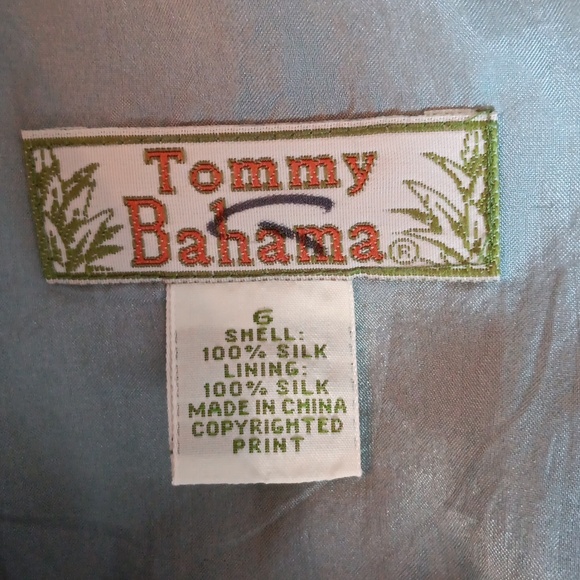 Tommy
Bahama®
6
SHELL:
100% SILK
LINING:
100% SILK
MADE IN CHINA
COPYRIGHTED
PRINT